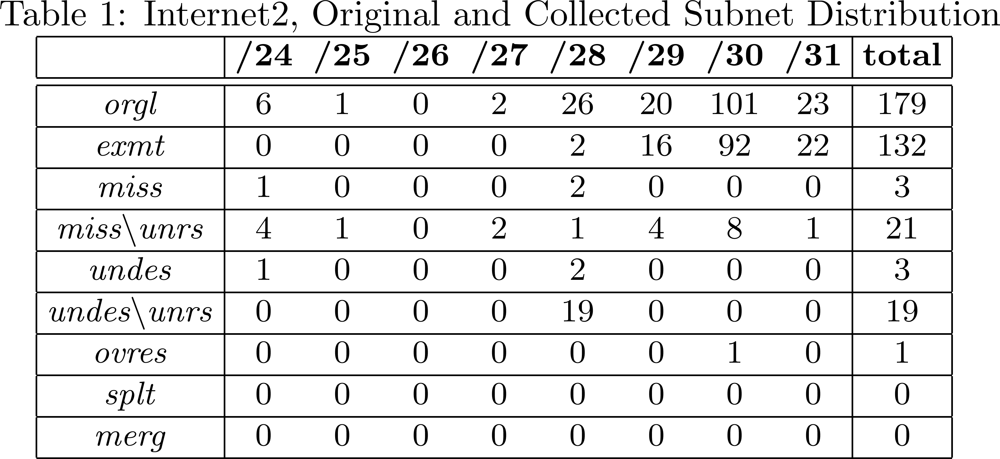 Table 1: Internet2, Original and Collected Subnet Distribution
/24 /25 /26 /27 /28 /29 /30 /31 total
orgl 6 1 0 2 26 20 101 23 179
exmt 0 0 0 0 2 16 92 22 132
miss 1 0 0 0 2 0 0 0 3
miss\unrs 4 1 0 2 1 4 8 1 21
undes 1 0 0 0 2 0 0 0 3
undes\unrs 0 0 0 0 19 0 0 0 19
ovres 0 0 0 0 0 0 1 0 1
splt 0 0 0 0 0 0 0 0 0
merg 0 0 0 0 0 0 0 0 0